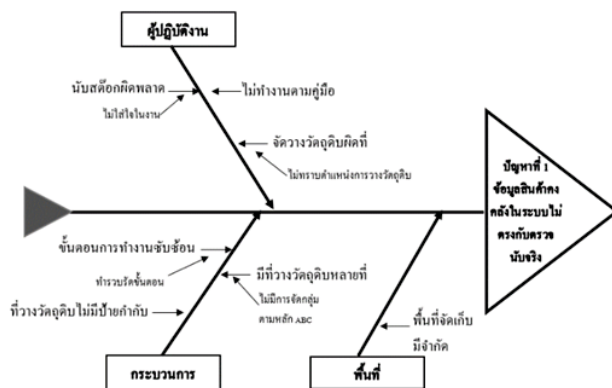 ผู้ปฏิบัติงาน
นับสต๊อกผิดพลาด
ไม่ใส่ใจในงาน
ไม่ทำงานตามคู่มือ
จัดวางวัตถุดิบผิดที่
ไม่ทราบตำแหน่งการวางวัตถุดิบ
ปัญหาที่ 1
ข้อมูลสินค้าคง
คลังในระบบไม่
ตรงกับตรวจ
นับจริง
ขั้นตอนการทำงานซับซ้อน
ทำรวบรัดขั้นตอน
มีที่วางวัตถุดิบหลายที่
ไม่มีการจัดกลุ่ม
ตามหลัก ABC
ที่วางวัตถุดิบไม่มีป้ายกำกับ
พื้นที่จัดเก็บ
มีจำกัด
กระบวนการ
พื้นที่